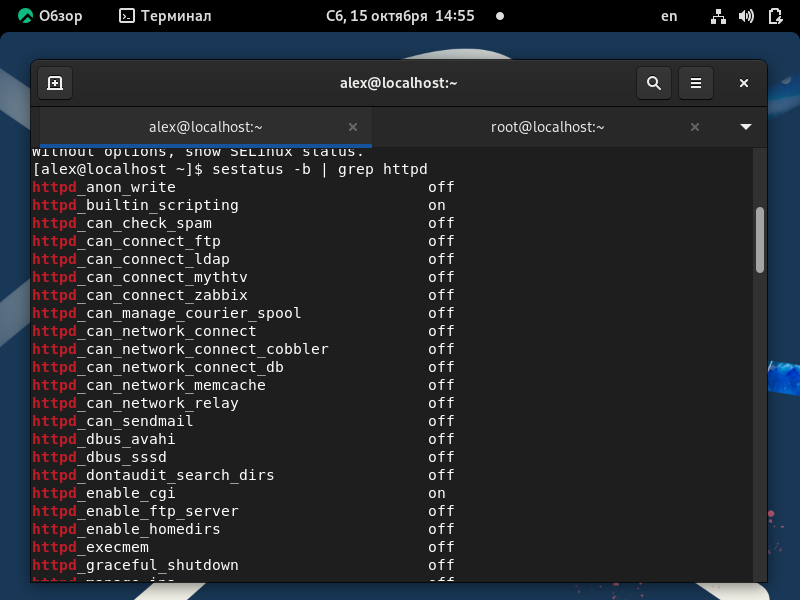 Обзор Терминал Сб, 15 октября 14:55 en
alex@localhost:~
alex@localhost:~ root@localhost:~
Without options, show SELinux status.
[alex@localhost ~]$ sestatus -b | grep httpd
httpd_anon_write off
httpd_builtin_scripting on
httpd_can_check_spam off
httpd_can_connect_ftp off
httpd_can_connect_ldap off
httpd_can_connect_mythtv off
httpd_can_connect_zabbix off
httpd_can_manage_courier_spool off
httpd_can_network_connect off
httpd_can_network_connect_cobbler off
httpd_can_network_connect_db off
httpd_can_network_memcache off
httpd_can_network_relay off
httpd_can_sendmail off
httpd_dbus_avahi off
httpd_dbus_sssd off
httpd_dontaudit_search_dirs off
httpd_enable_cgi on
httpd_enable_ftp_server off
httpd_enable_homedirs off
httpd_execmem off
httpd_graceful_shutdown off
httpd_manage_ipa off